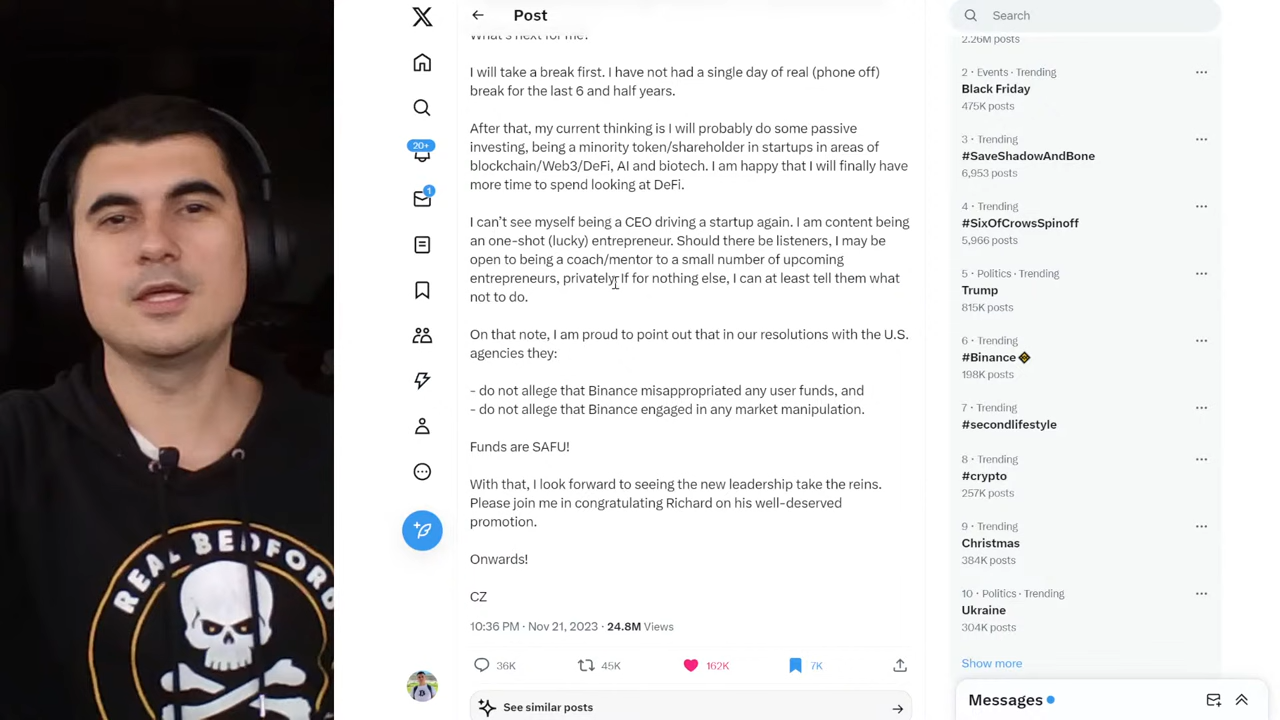 REAL BEDFORD
Post
What's next for me?
I will take a break first. I have not had a single day of real (phone off)
break for the last 6 and half years.
After that, my current thinking is I will probably do some passive
investing, being a minority token/shareholder in startups in areas of
blockchain/Web3/DeFi, AI and biotech. I am happy that I will finally have
more time to spend looking at DeFi.
I can’t see myself being a CEO driving a startup again. I am content being
an one-shot (lucky) entrepreneur. Should there be listeners, I may be
open to being a coach/mentor to a small number of upcoming
entrepreneurs, privately. If for nothing else, I can at least tell them what
not to do.
On that note, I am proud to point out that in our resolutions with the U.S.
agencies they:
- do not allege that Binance misappropriated any user funds, and
- do not allege that Binance engaged in any market manipulation.
Funds are SAFU!
With that, I look forward to seeing the new leadership take the reins.
Please join me in congratulating Richard on his well-deserved
promotion.
Onwards!
CZ
10:36 PM · Nov 21, 2023 · 24.8M Views
36K 45K 162K 7K
See similar posts
20+
1
Search
2.26M posts
2 · Events · Trending
Black Friday
475K posts
3 · Trending
#SaveShadowAndBone
6,953 posts
4 · Trending
#SixOfCrowsSpinoff
5,966 posts
5 · Politics · Trending
Trump
815K posts
6 · Trending
#Binance
198K posts
7 · Trending
#secondlifestyle
8 · Trending
#crypto
257K posts
9 · Trending
Christmas
384K posts
10 · Politics · Trending
Ukraine
304K posts
Show more
Messages